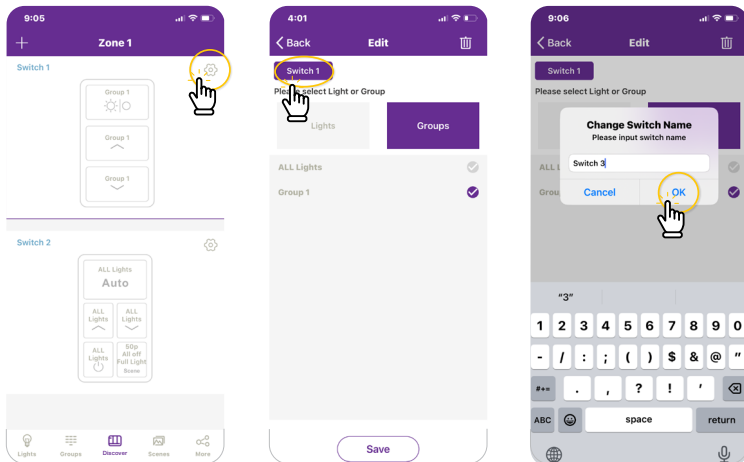 9:05
Zone 1
Switch 1
Group 1
Group 1
Group 1
Switch 2
ALL Lights
Auto
ALL Lights
ALL Lights
ALL Lights
50p
All off
Full Light
Scene
Lights
Groups
Discover
Scenes
More
4:01
Back
Edit
Switch 1
Please select Light or Group
Lights
Groups
ALL Lights
Group 1
Save
9:06
Back
Edit
Switch 1
Please select Light or Group
Change Switch Name
Please input switch name
Switch 3
Cancel
OK
ALL L
Grou
"3"
1 2 3 4 5 6 7 8 9 0
- / : ; ( ) $ & @ "
#+= . , ? ! '
ABC space return